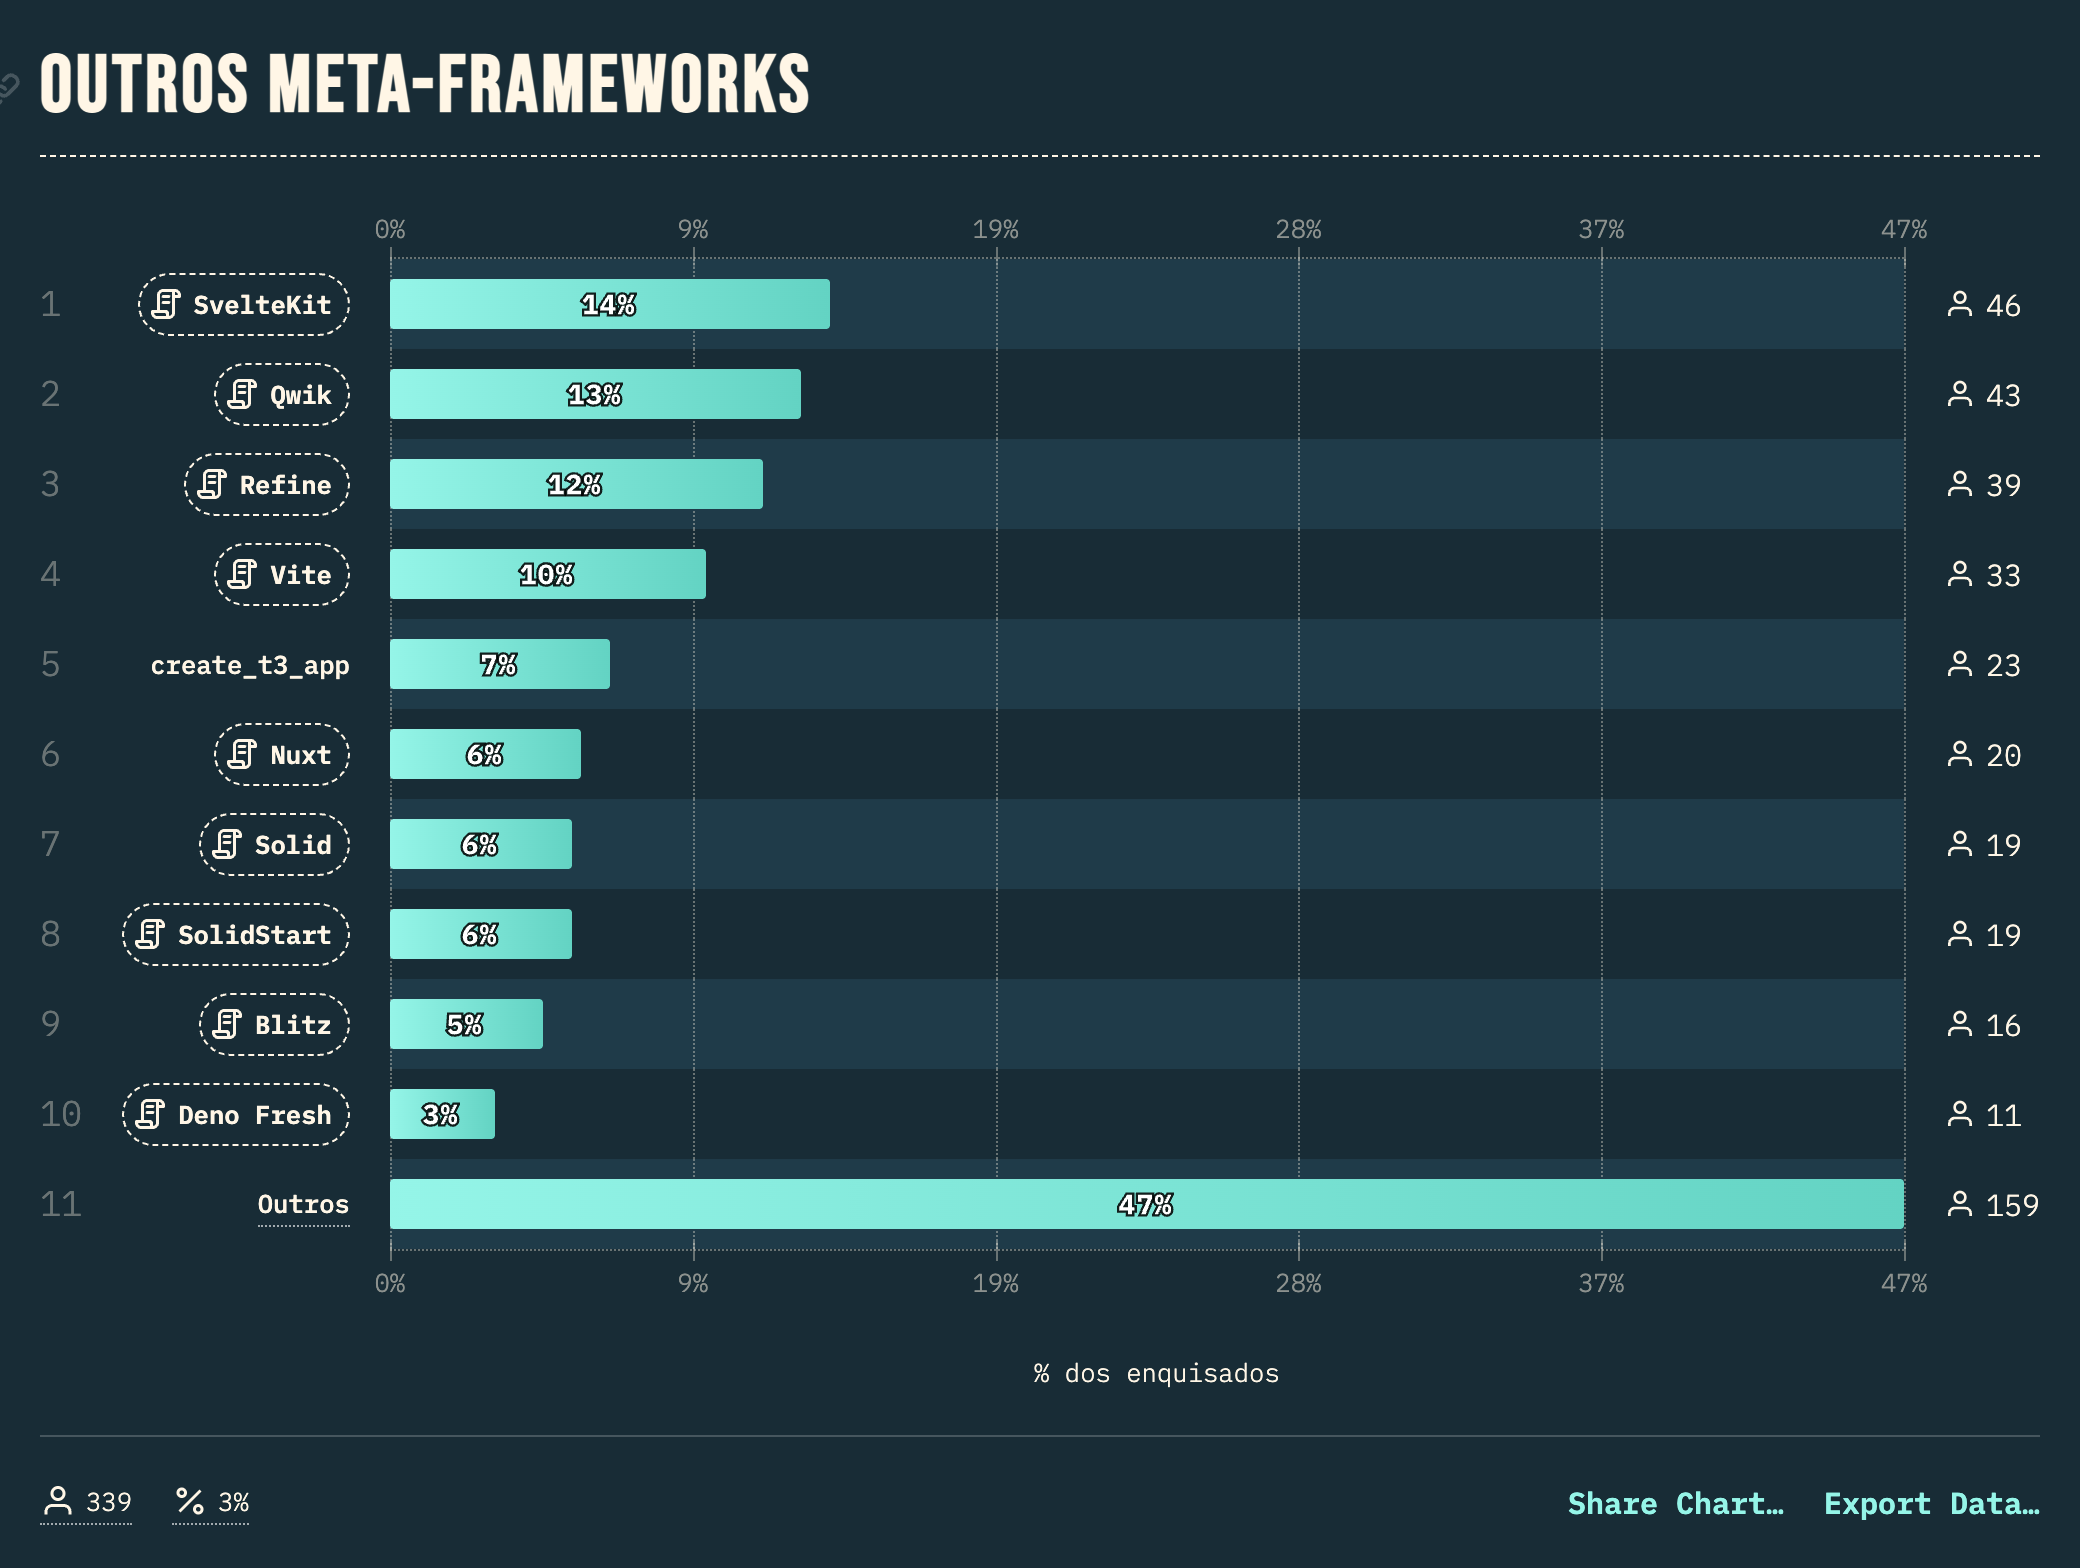 OUTROS META-FRAMEWORKS
0% 9% 19% 28% 37% 47%
1 SvelteKit 14% 46
2 Qwik 13% 43
3 Refine 12% 39
4 Vite 10% 33
5 create_t3_app 7% 23
6 Nuxt 6% 20
7 Solid 6% 19
8 SolidStart 6% 19
9 Blitz 5% 16
10 Deno Fresh 3% 11
11 Outros 47% 159
0% 9% 19% 28% 37% 47%
% dos enquisados
339 3% Share Chart… Export Data…